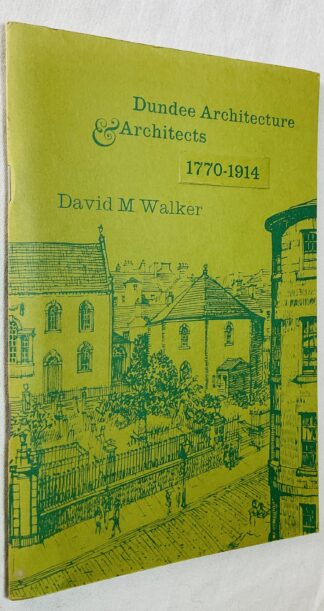 Dundee Architecture
& Architects
1770-1914
David M Walker